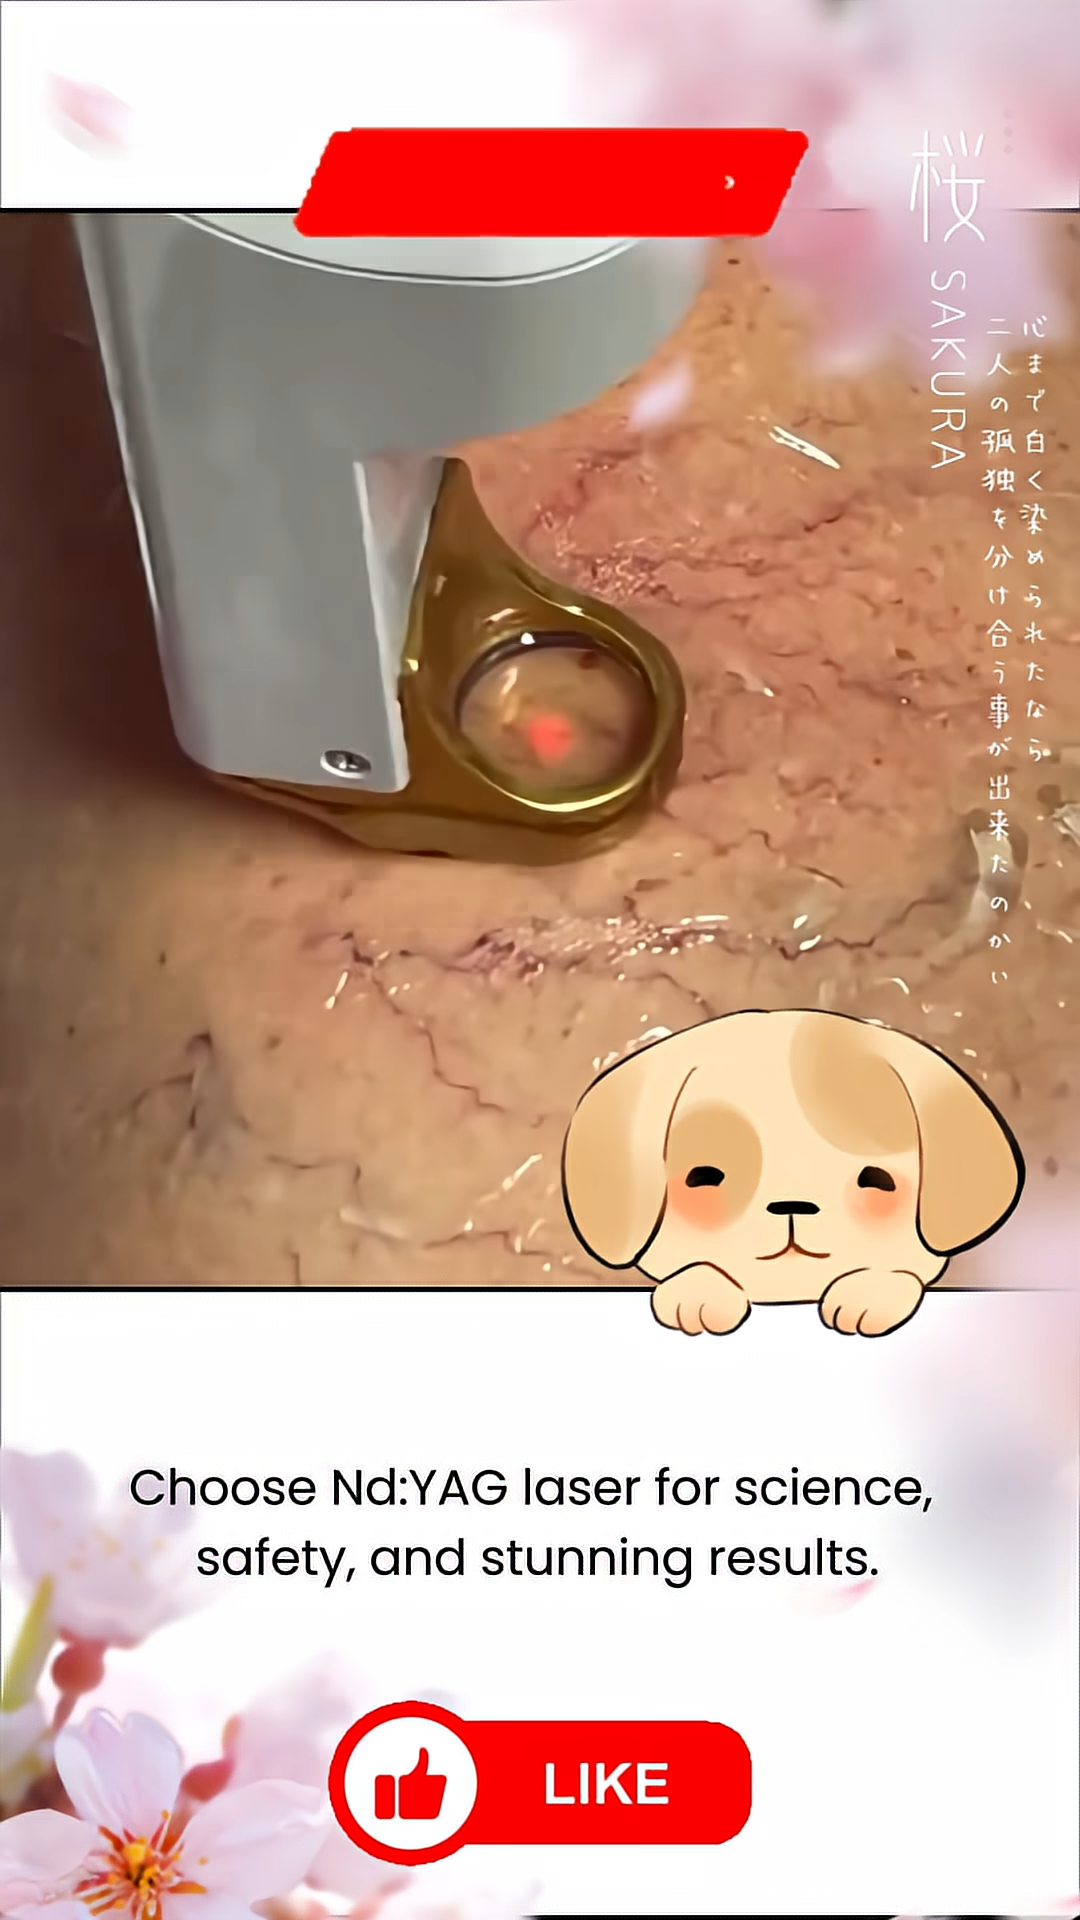 桜
SAKURA
心まで白く染められたなら
二人の孤独を分け合う事が出来たのかい
Choose Nd:YAG laser for science,
safety, and stunning results.
LIKE